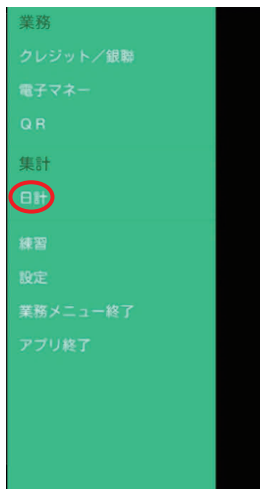 業務
クレジット／銀聯
電子マネー
ＱＲ
集計
日計
練習
設定
業務メニュー終了
アプリ終了